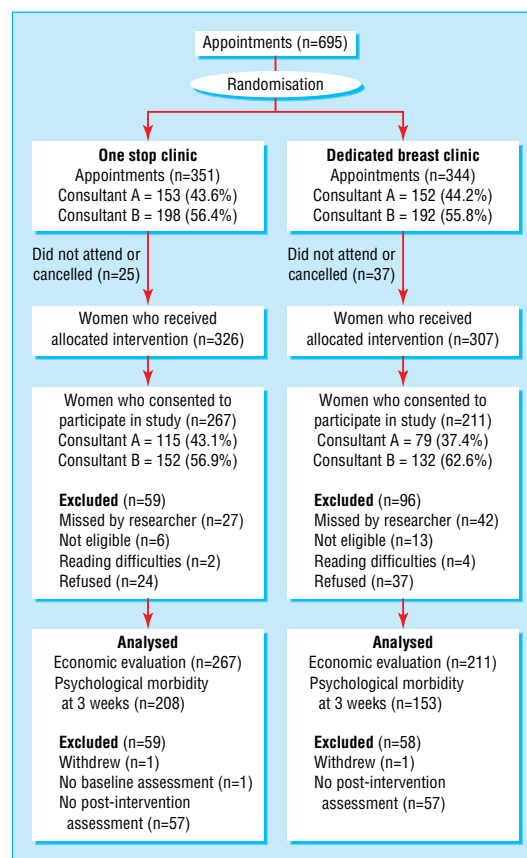 Appointments (n=695)
Randomisation
One stop clinic
Appointments (n=351)
Consultant A = 153 (43.6%)
Consultant B = 198 (56.4%)
Dedicated breast clinic
Appointments (n=344)
Consultant A = 152 (44.2%)
Consultant B = 192 (55.8%)
Did not attend or
cancelled (n=25)
Did not attend or
cancelled (n=37)
Women who received
allocated intervention (n=326)
Women who received
allocated intervention (n=307)
Women who consented to
participate in study (n=267)
Consultant A = 115 (43.1%)
Consultant B = 152 (56.9%)
Excluded (n=59)
Missed by researcher (n=27)
Not eligible (n=6)
Reading difficulties (n=2)
Refused (n=24)
Women who consented to
participate in study (n=211)
Consultant A = 79 (37.4%)
Consultant B = 132 (62.6%)
Excluded (n=96)
Missed by researcher (n=42)
Not eligible (n=13)
Reading difficulties (n=4)
Refused (n=37)
Analysed
Economic evaluation (n=267)
Psychological morbidity
at 3 weeks (n=208)
Excluded (n=59)
Withdrew (n=1)
No baseline assessment (n=1)
No post-intervention
assessment (n=57)
Analysed
Economic evaluation (n=211)
Psychological morbidity
at 3 weeks (n=153)
Excluded (n=58)
Withdrew (n=1)
No post-intervention
assessment (n=57)